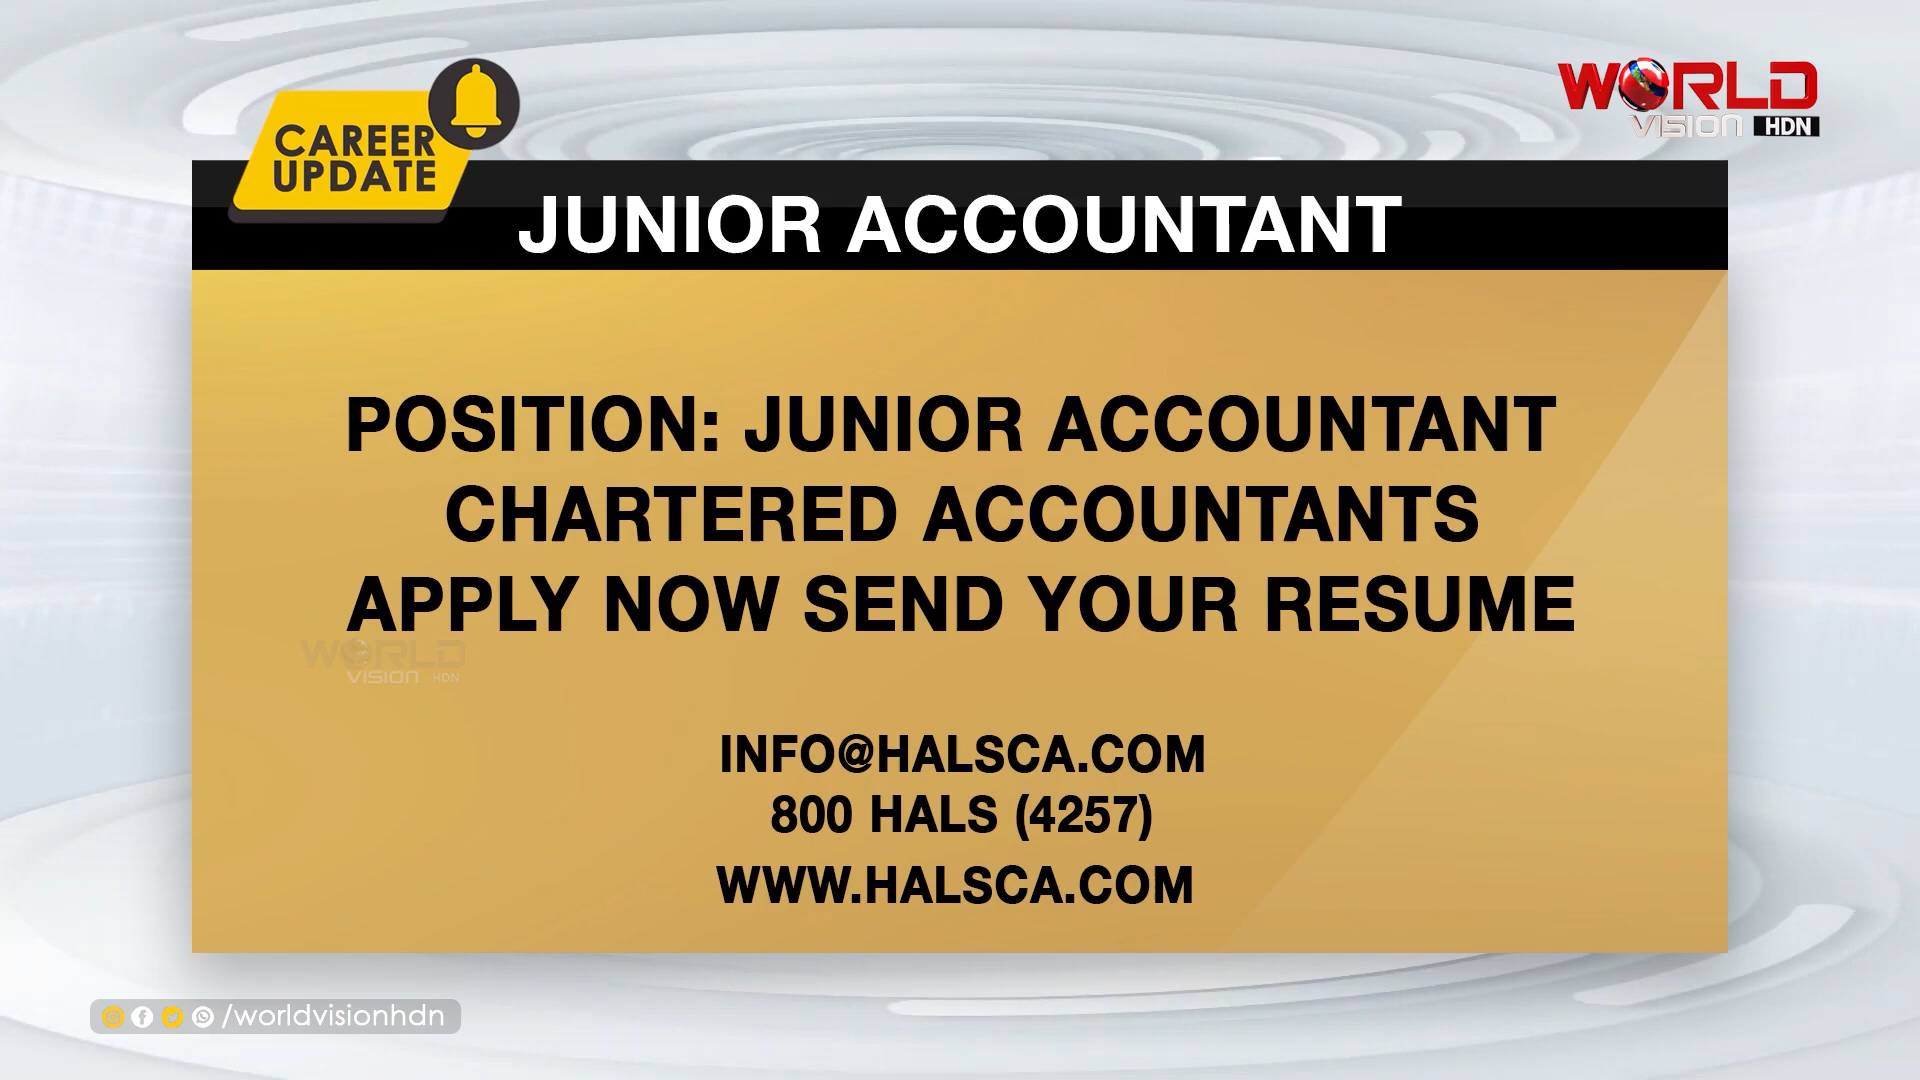 CAREER
UPDATE
WORLD
VISION HDN
JUNIOR ACCOUNTANT
POSITION: JUNIOR ACCOUNTANT
CHARTERED ACCOUNTANTS
APPLY NOW SEND YOUR RESUME
WORLD
VISION HDN
INFO@HALSCA.COM
800 HALS (4257)
WWW.HALSCA.COM
/worldvisionhdn